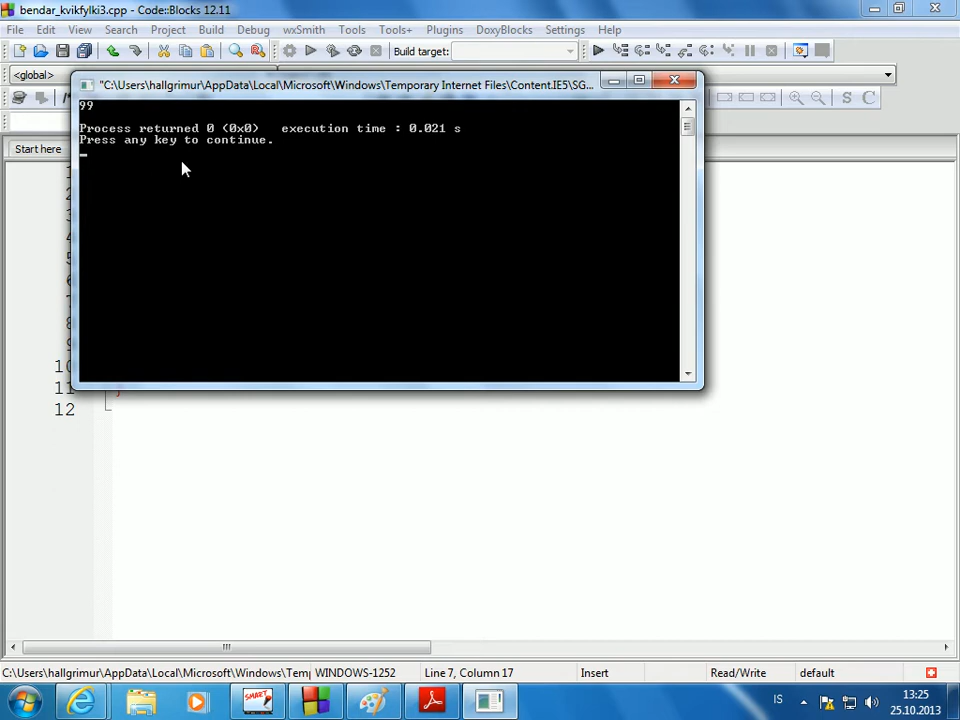 bendar_kvikfylki3.cpp - Code::Blocks 12.11
File Edit View Search Project Build Debug wxSmith Tools Tools+ Plugins DoxyBlocks Settings Help
Build target:
<global>
"C:\Users\hallgrimur\AppData\Local\Microsoft\Windows\Temporary Internet Files\Content.IE5\SG...
S C
99
Process returned 0 (0x0) execution time : 0.021 s
Press any key to continue.
Start here
10
11
12
C:\Users\hallgrimur\AppData\Local\Microsoft\Windows\Temp WINDOWS-1252 Line 7, Column 17 Insert Read/Write default
SMART
IS
13:25
25.10.2013